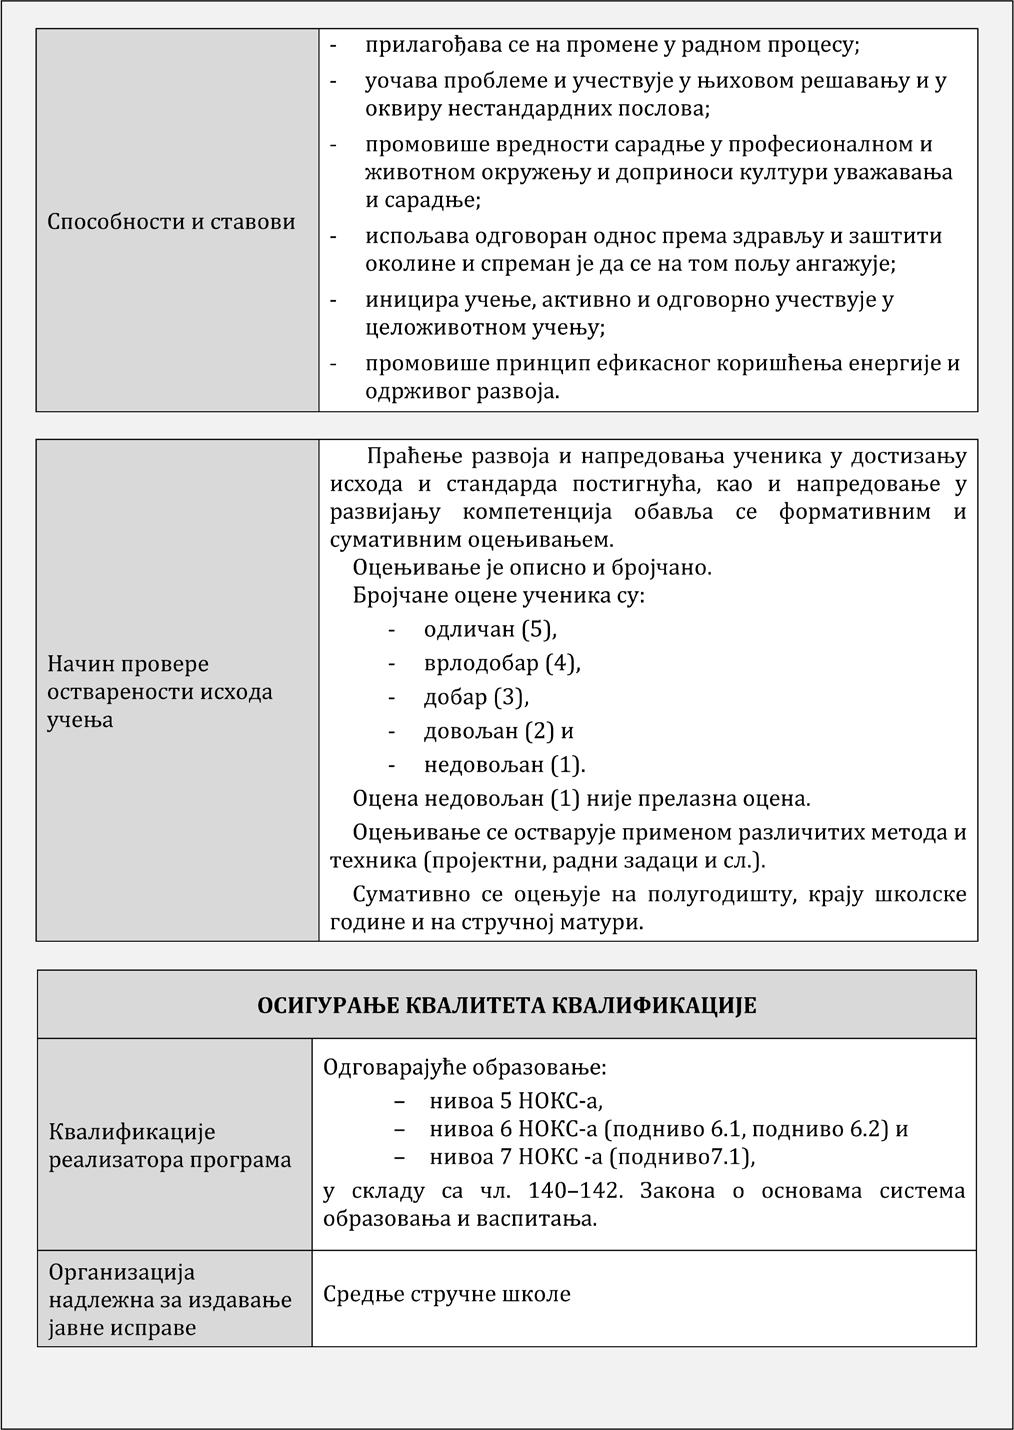 Способности и ставови
- прилагођава се на промене у радном процесу;
- уочава проблеме и учествује у њиховом решавању и у
оквиру нестандардних послова;
- промовише вредности сарадње у професионалном и
животном окружењу и доприноси култури уважавања
и сарадње;
- испољава одговоран однос према здрављу и заштити
околине и спреман је да се на том пољу ангажује;
- иницира учење, активно и одговорно учествује у
целоживотном учењу;
- промовише принцип ефикасног коришћења енергије и
одрживог развоја.
Начин провере
остварености исхода
учења
Праћење развоја и напредовања ученика у достизању
исхода и стандарда постигнућа, као и напредовање у
развијању компетенција обавља се формативним и
сумативним оцењивањем.
Оцењивање је описно и бројчано.
Бројчане оцене ученика су:
- одличан (5),
- врлодобар (4),
- добар (3),
- довољан (2) и
- недовољан (1).
Оцена недовољан (1) није прелазна оцена.
Оцењивање се остварује применом различитих метода и
техника (пројектни, радни задаци и сл.).
Сумативно се оцењује на полугодишту, крају школске
године и на стручној матури.
ОСИГУРАЊЕ КВАЛИТЕТА КВАЛИФИКАЦИЈЕ
Квалификације
реализатора програма
Одговарајуће образовање:
– нивоа 5 НОКС-а,
– нивоа 6 НОКС-а (подниво 6.1, подниво 6.2) и
– нивоа 7 НОКС -а (подниво7.1),
у складу са чл. 140–142. Закона о основама система
образовања и васпитања.
Организација
надлежна за издавање
јавне исправе
Средње стручне школе